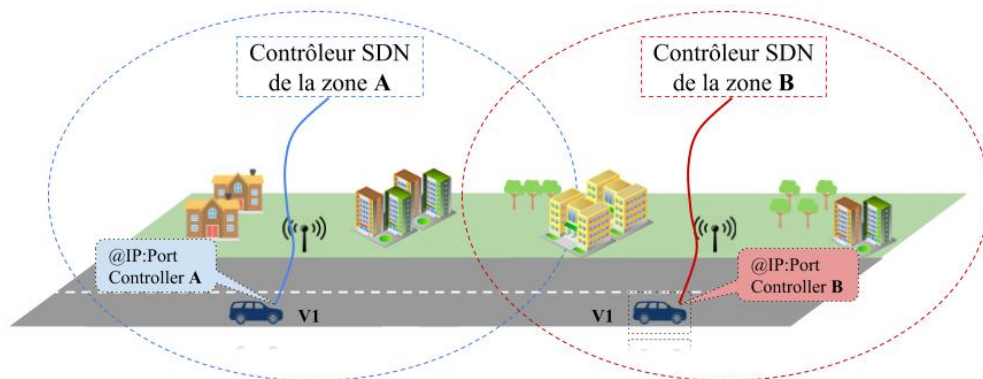 Contrôleur SDN
de la zone A
Contrôleur SDN
de la zone B
@IP:Port
Controller A
@IP:Port
Controller B
V1
V1